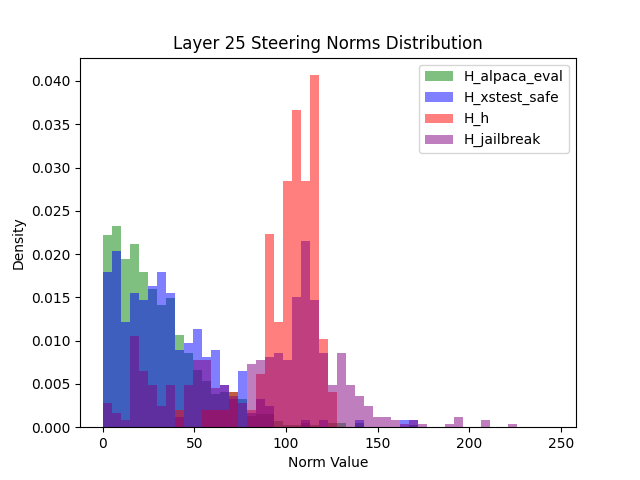 Layer 25 Steering Norms Distribution
H_alpaca_eval
H_xstest_safe
H_h
H_jailbreak
0.040
0.035
0.030
0.025
0.020
0.015
0.010
0.005
0.000
Density
0 50 100 150 200 250
Norm Value